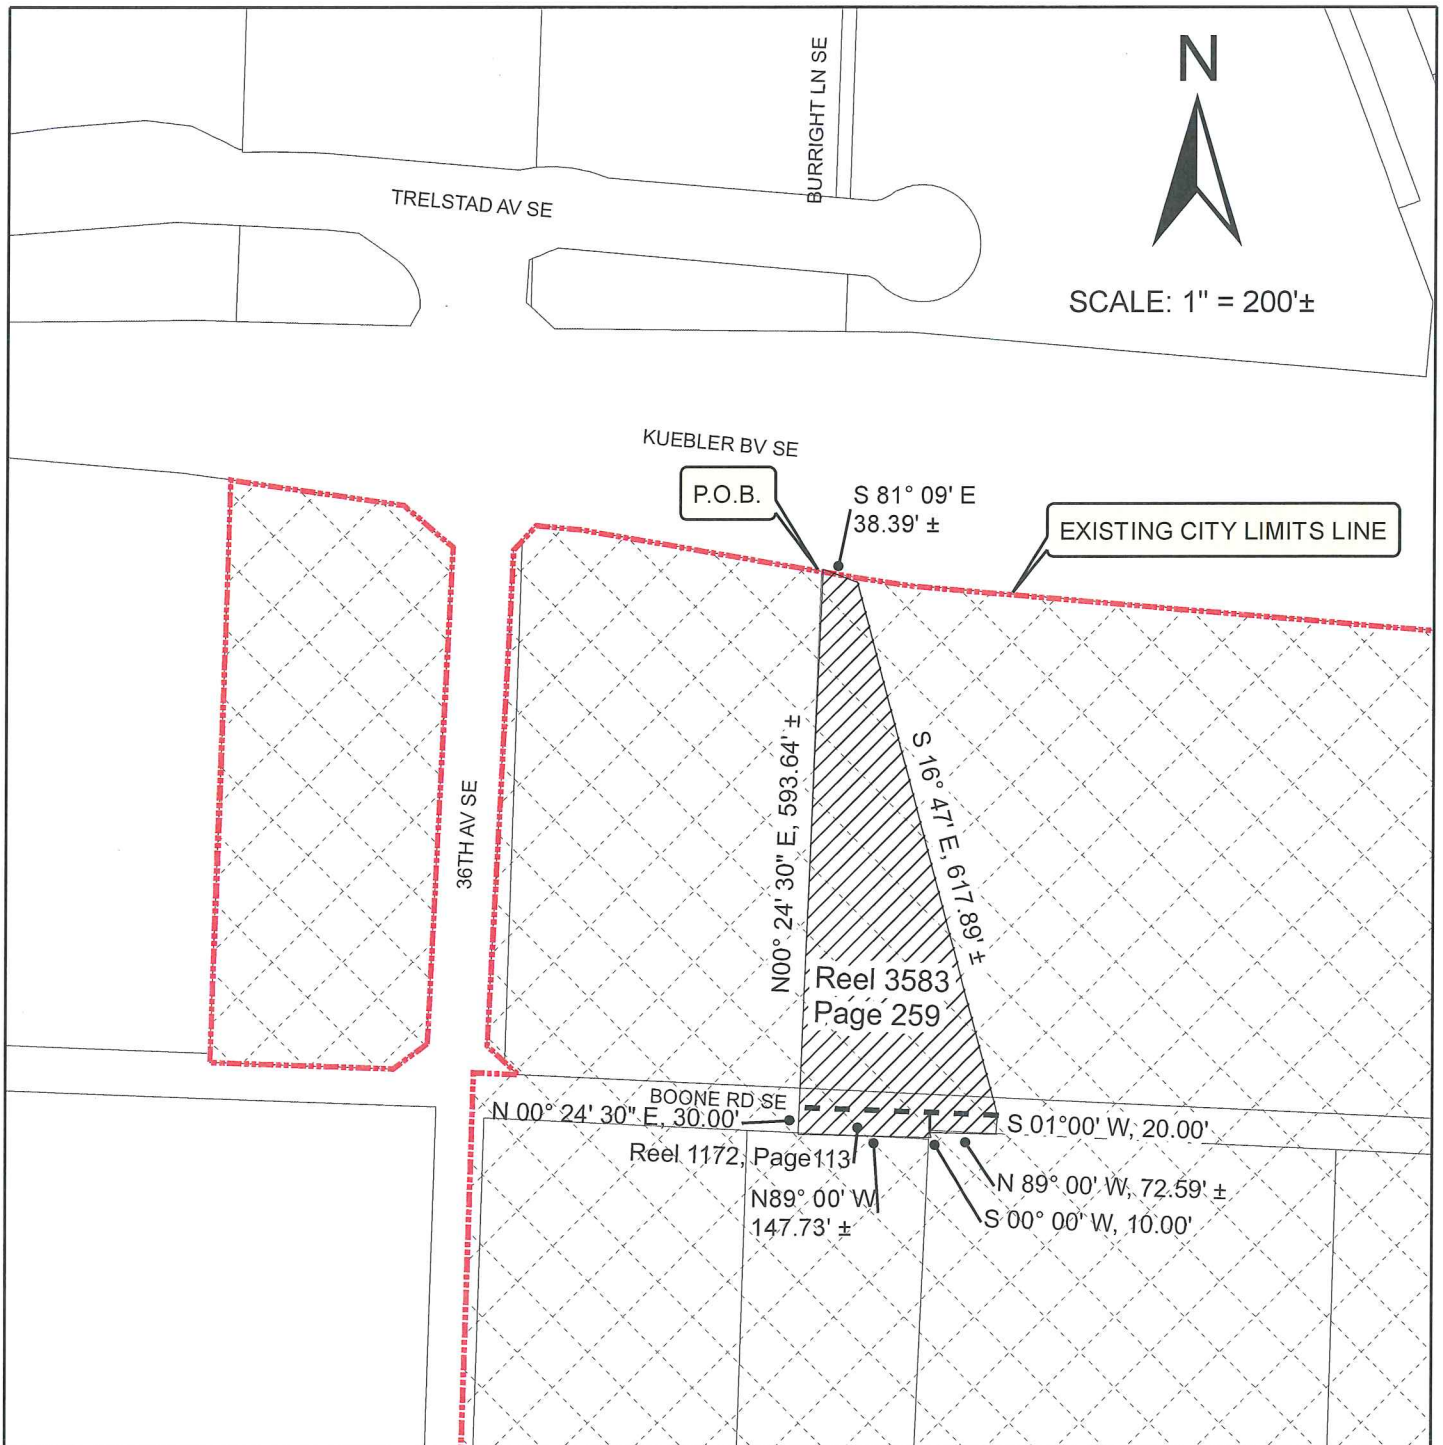 N
BURRIGHT LN SE
TRELSTAD AV SE
SCALE: 1" = 200'±
KUEBLER BV SE
P.O.B.
S 81° 09' E
38.39' ±
EXISTING CITY LIMITS LINE
N00° 24' 30" E, 593.64' ±
S 16° 47' E, 617.89' ±
36TH AV SE
Reel 3583
Page 259
BOONE RD SE
N 00° 24' 30" E, 30.00'
S 01°00' W, 20.00'
Reel 1172, Page113
N 89° 00' W, 72.59' ±
N89° 00' W
147.73' ±
S 00° 00' W, 10.00'